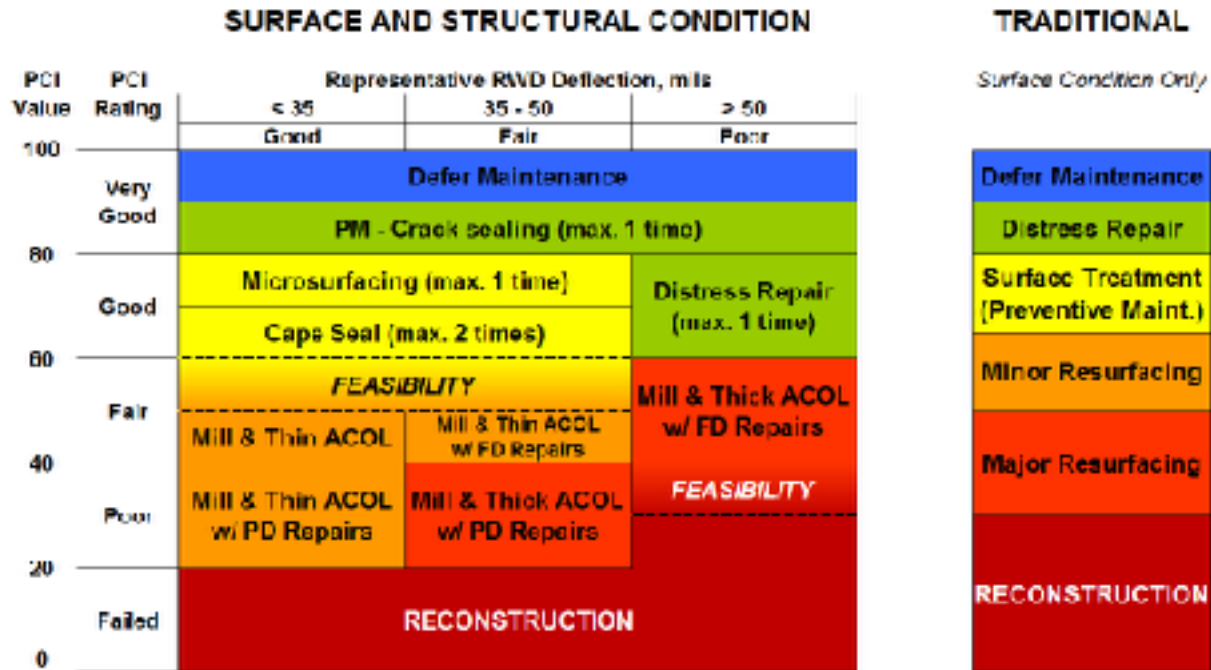 SURFACE AND STRUCTURAL CONDITION
TRADITIONAL
PCI Value
PCI Rating
Representative RWD Deflection, mils
Surface Condition Only
< 35
35 - 50
> 50
Good
Fair
Poor
100
Very
Good
80
Good
60
Fair
40
Poor
20
Failed
0
Defer Maintenance
PM - Crack sealing (max. 1 time)
Microsurfacing (max. 1 time)
Cape Seal (max. 2 times)
FEASIBILITY
Distress Repair
(max. 1 time)
Mill & Thin ACOL
Mill & Thin ACOL
w/ FD Repairs
Mill & Thick ACOL
w/ FD Repairs
Mill & Thin ACOL
w/ PD Repairs
Mill & Thick ACOL
w/ PD Repairs
FEASIBILITY
RECONSTRUCTION
Defer Maintenance
Distress Repair
Surface Treatment
(Preventive Maint.)
Minor Resurfacing
Major Resurfacing
RECONSTRUCTION